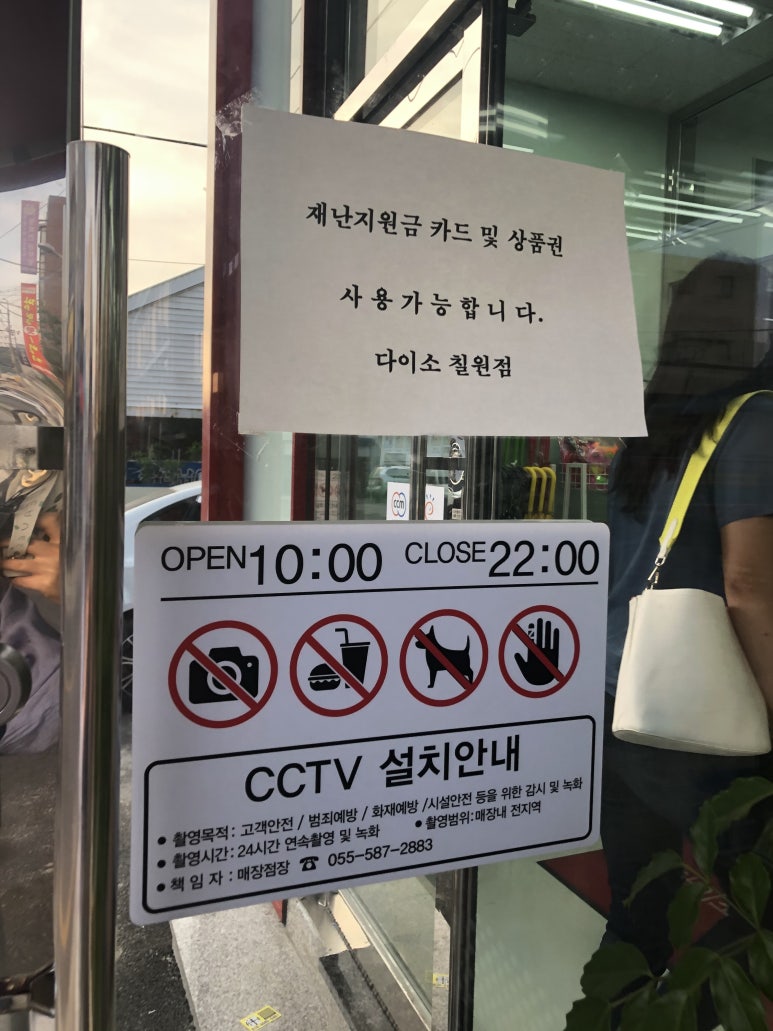 재난지원금 카드 및 상품권
사 용 가 능 합 니 다.
다이소 칠원점
ccm
OPEN 10:00 CLOSE 22:00
CCTV 설치안내
• 촬영목적: 고객안전 / 범죄예방 / 화재예방 /시설안전 등을 위한 감시 및 녹화
• 촬영시간: 24시간 연속촬영 및 녹화 • 촬영범위:매장내 전지역
• 책 임 자 : 매장점장 ☎ 055-587-2883